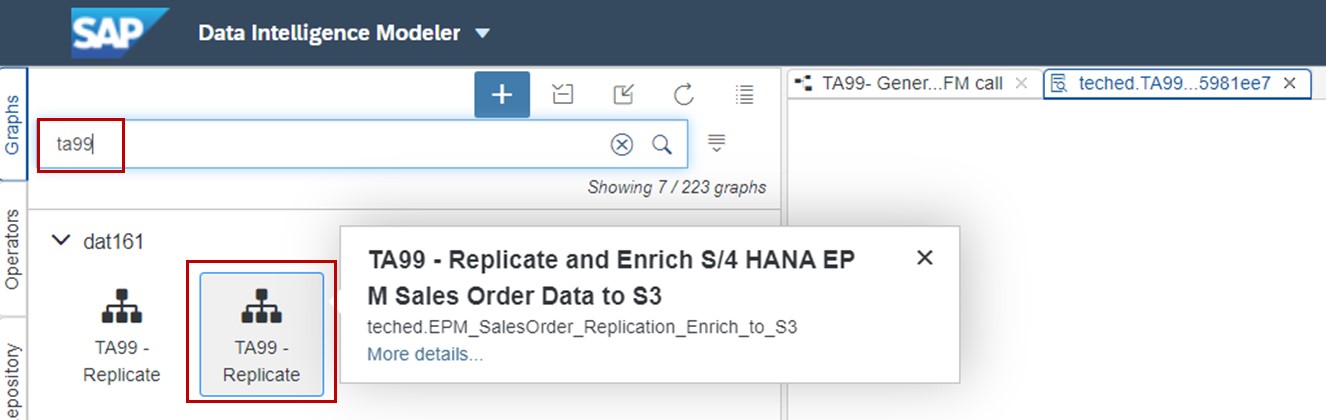 SAP
Data Intelligence Modeler
Graphs
Operators
epository
TA99- Gener...FM call
teched.TA99...5981ee7
ta99
Showing 7 / 223 graphs
dat161
TA99 -
Replicate
TA99 -
Replicate
TA99 - Replicate and Enrich S/4 HANA EP
M Sales Order Data to S3
teched.EPM_SalesOrder_Replication_Enrich_to_S3
More details...